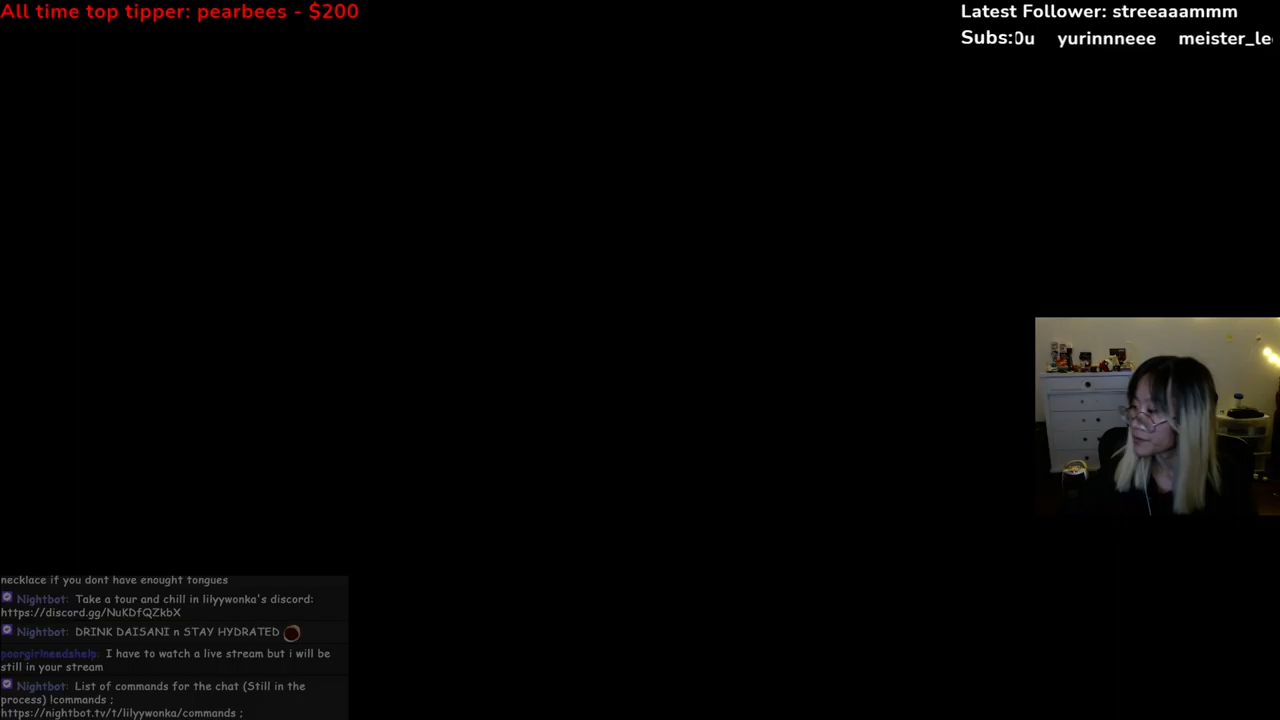 All time top tipper: pearbees - $200
Latest Follower: streeaaammm
Subs: 0u yurinnneee meister_le
necklace if you dont have enought tongues
Nightbot: Take a tour and chill in lilyywonka's discord:
https://discord.gg/NuKDfQZkbX
Nightbot: DRINK DAISANI n STAY HYDRATED
poorgirlneedshelp: I have to watch a live stream but i will be
still in your stream
Nightbot: List of commands for the chat (Still in the
process) !commands ;
https://nightbot.tv/t/lilyywonka/commands ;